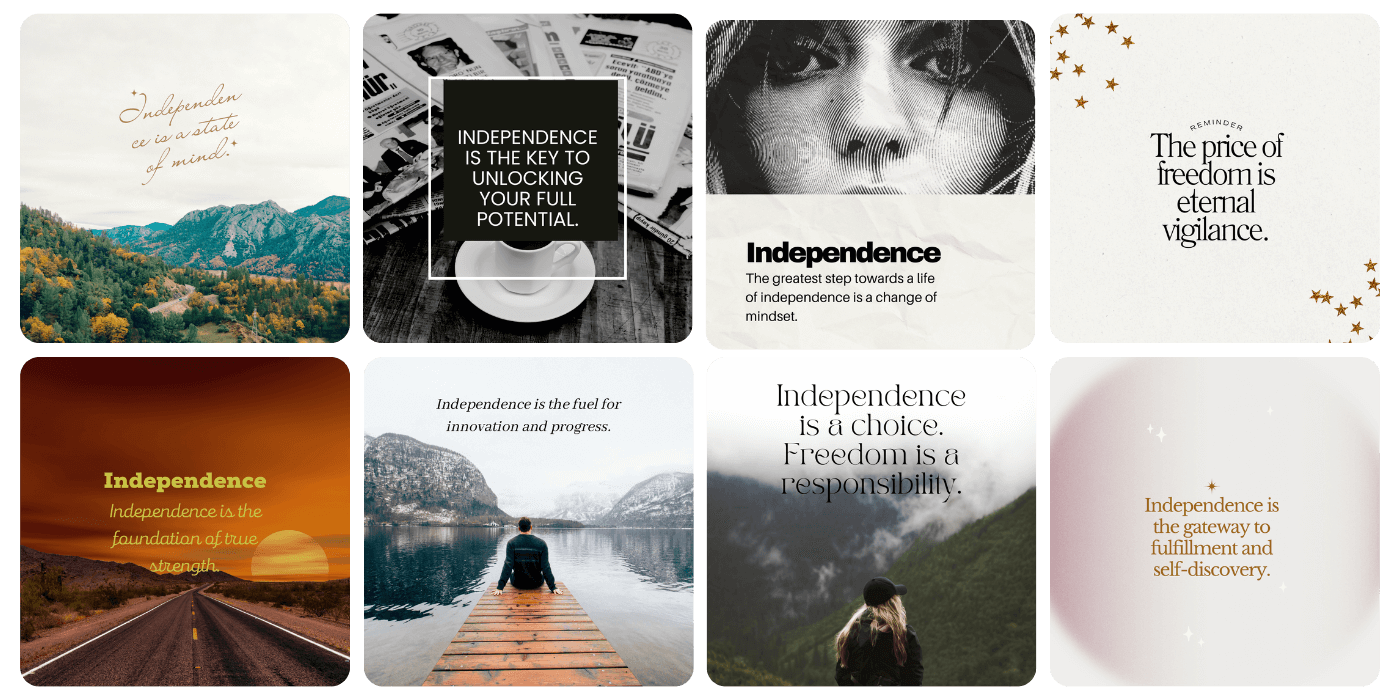 Independen
ce is a state
of mind.
INDEPENDENCE
IS THE KEY TO
UNLOCKING
YOUR FULL
POTENTIAL.
Independence
The greatest step towards a life
of independence is a change of
mindset.
REMINDER
The price of
freedom is
eternal
vigilance.
Independence
Independence is the
foundation of true
strength.
Independence is the fuel for
innovation and progress.
Independence
is a choice.
Freedom is a
responsibility.
Independence is
the gateway to
fulfillment and
self-discovery.